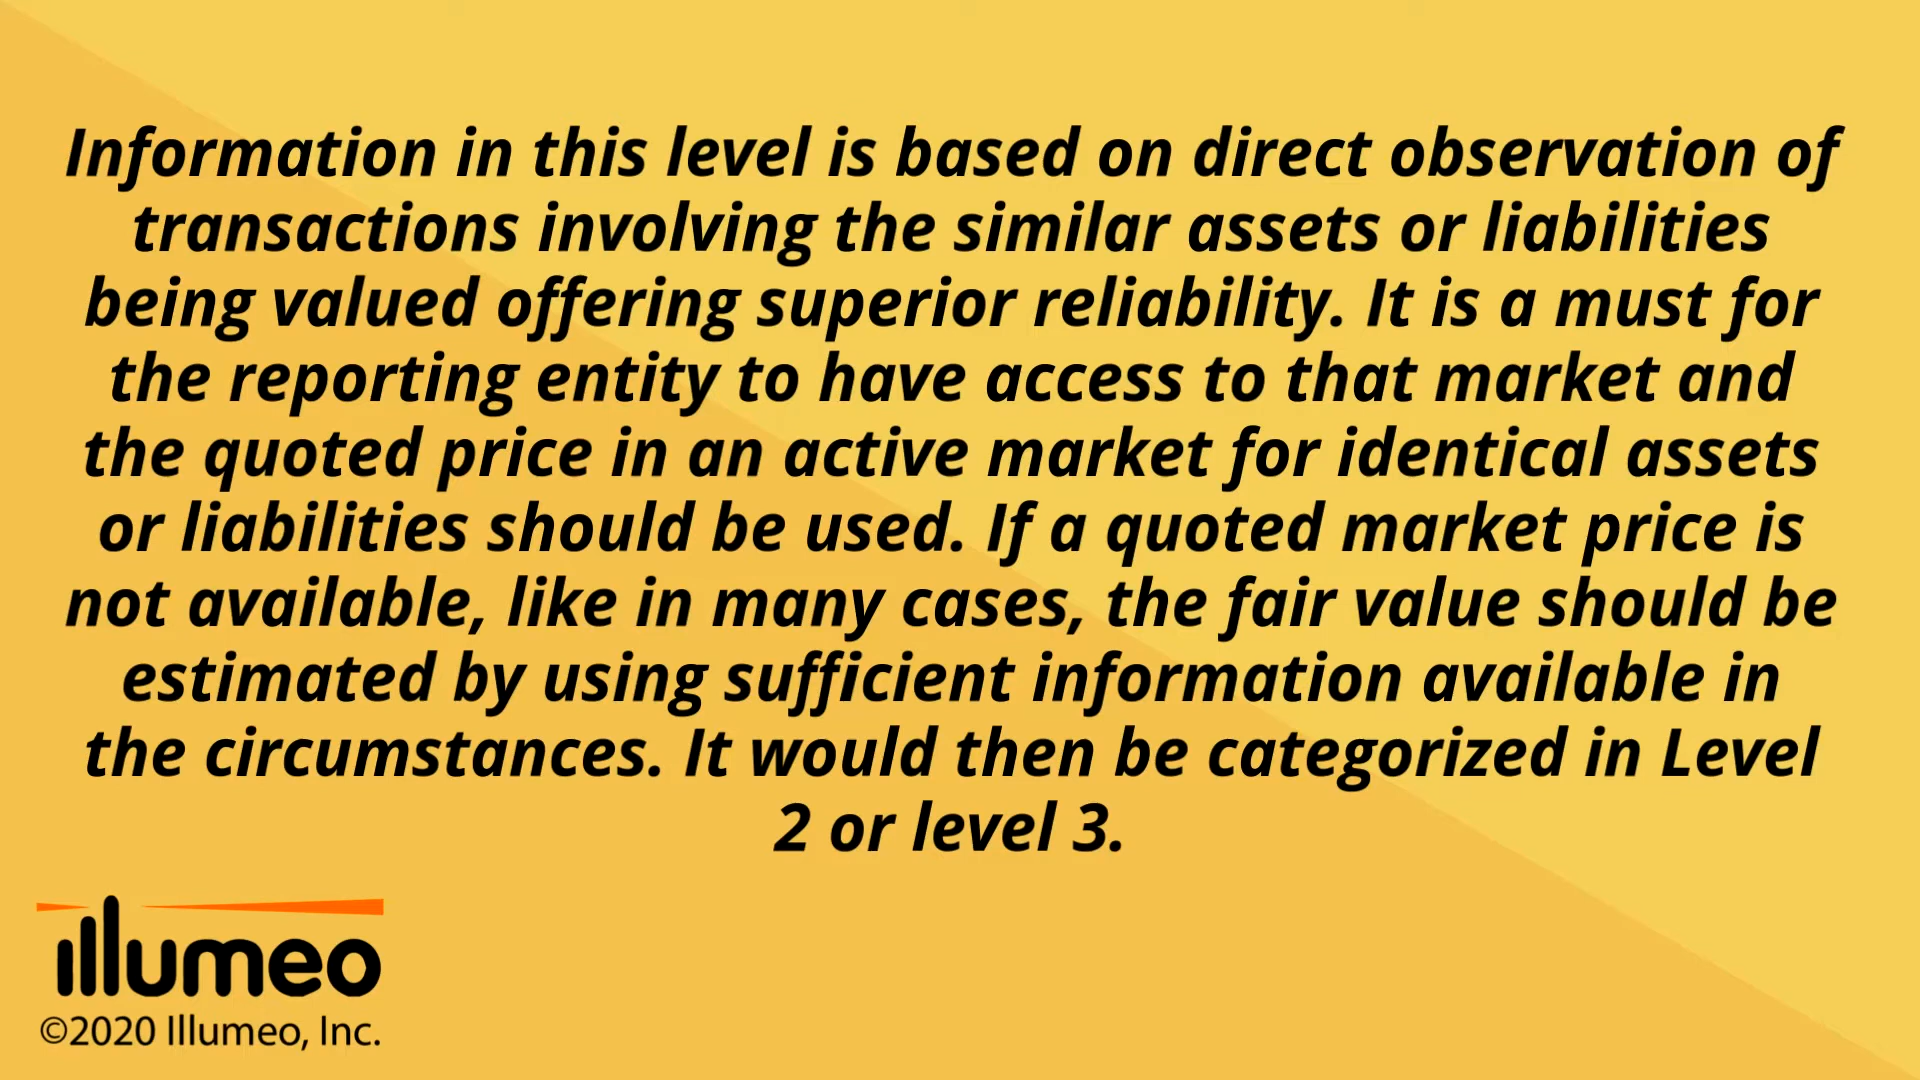 Information in this level is based on direct observation of
transactions involving the similar assets or liabilities
being valued offering superior reliability. It is a must for
the reporting entity to have access to that market and
the quoted price in an active market for identical assets
or liabilities should be used. If a quoted market price is
not available, like in many cases, the fair value should be
estimated by using sufficient information available in
the circumstances. It would then be categorized in Level
2 or level 3.
illumeo
©2020 Illumeo, Inc.